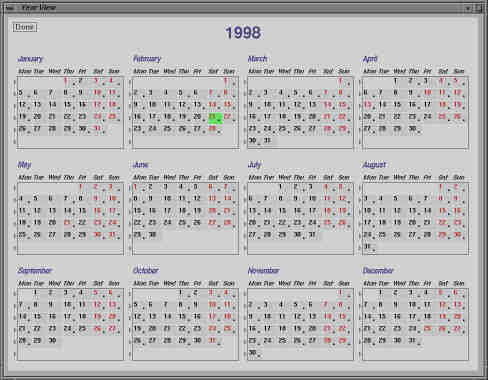 Year View
Done
1998
January
Mon Tue Wed Thu Fri Sat Sun
1 2 3 4
5 6 7 8 9 10 11
12 13 14 15 16 17 18
19 20 21 22 23 24 25
26 27 28 29 30 31
February
Mon Tue Wed Thu Fri Sat Sun
1
2 3 4 5 6 7 8
9 10 11 12 13 14 15
16 17 18 19 20 21 22
23 24 25 26 27 28
March
Mon Tue Wed Thu Fri Sat Sun
1
2 3 4 5 6 7 8
9 10 11 12 13 14 15
16 17 18 19 20 21 22
23 24 25 26 27 28 29
30 31
April
Mon Tue Wed Thu Fri Sat Sun
1 2 3 4 5
6 7 8 9 10 11 12
13 14 15 16 17 18 19
20 21 22 23 24 25 26
27 28 29 30
May
Mon Tue Wed Thu Fri Sat Sun
1 2 3
4 5 6 7 8 9 10
11 12 13 14 15 16 17
18 19 20 21 22 23 24
25 26 27 28 29 30 31
June
Mon Tue Wed Thu Fri Sat Sun
1 2 3 4 5 6 7
8 9 10 11 12 13 14
15 16 17 18 19 20 21
22 23 24 25 26 27 28
29 30
July
Mon Tue Wed Thu Fri Sat Sun
1 2 3 4 5
6 7 8 9 10 11 12
13 14 15 16 17 18 19
20 21 22 23 24 25 26
27 28 29 30 31
August
Mon Tue Wed Thu Fri Sat Sun
1 2
3 4 5 6 7 8 9
10 11 12 13 14 15 16
17 18 19 20 21 22 23
24 25 26 27 28 29 30
31
September
Mon Tue Wed Thu Fri Sat Sun
1 2 3 4 5 6
7 8 9 10 11 12 13
14 15 16 17 18 19 20
21 22 23 24 25 26 27
28 29 30
October
Mon Tue Wed Thu Fri Sat Sun
1 2 3 4
5 6 7 8 9 10 11
12 13 14 15 16 17 18
19 20 21 22 23 24 25
26 27 28 29 30 31
November
Mon Tue Wed Thu Fri Sat Sun
1
2 3 4 5 6 7 8
9 10 11 12 13 14 15
16 17 18 19 20 21 22
23 24 25 26 27 28 29
30
December
Mon Tue Wed Thu Fri Sat Sun
1 2 3 4 5 6
7 8 9 10 11 12 13
14 15 16 17 18 19 20
21 22 23 24 25 26 27
28 29 30 31